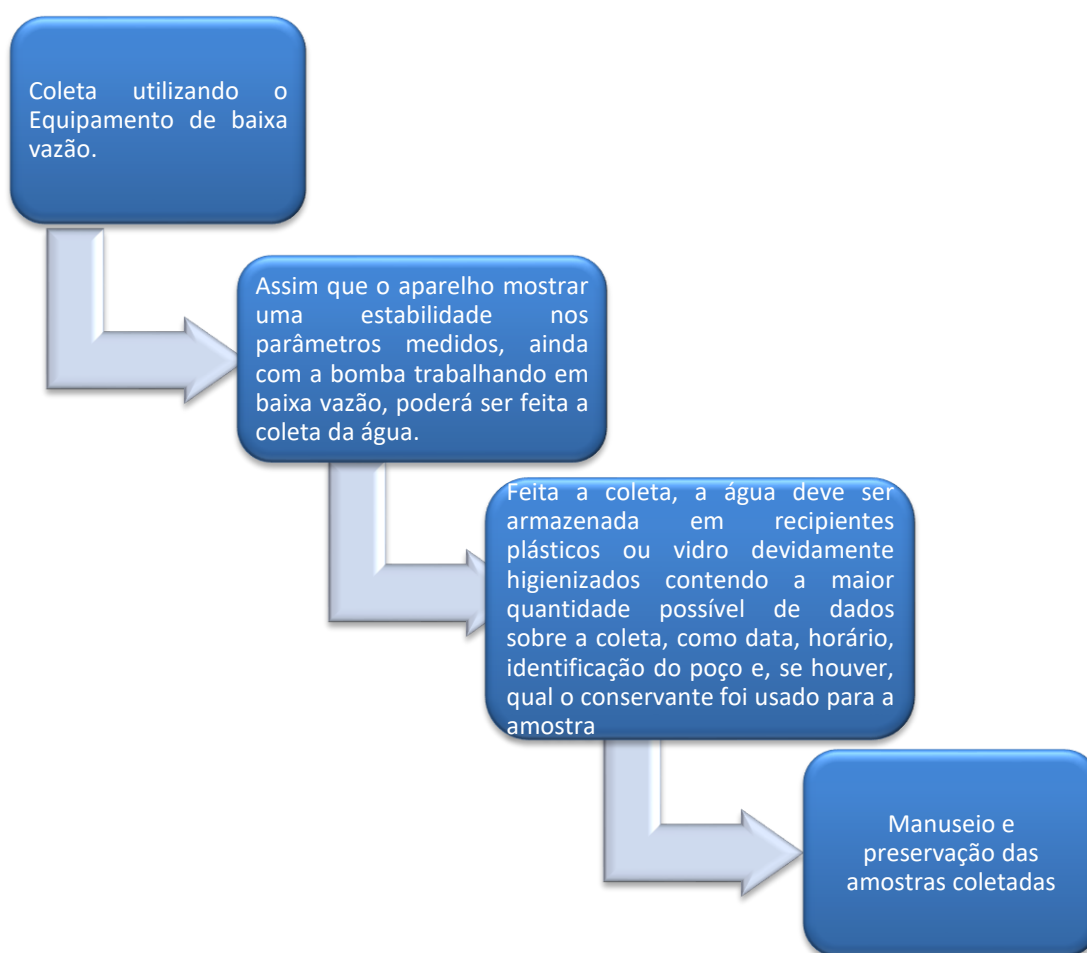 Coleta utilizando o
Equipamento de baixa
vazão.
Assim que o aparelho mostrar
uma estabilidade nos
parâmetros medidos, ainda
com a bomba trabalhando em
baixa vazão, poderá ser feita a
coleta da água.
Feita a coleta, a água deve ser
armazenada em recipientes
plásticos ou vidro devidamente
higienizados contendo a maior
quantidade possível de dados
sobre a coleta, como data, horário,
identificação do poço e, se houver,
qual o conservante foi usado para a
amostra
Manuseio e
preservação das
amostras coletadas